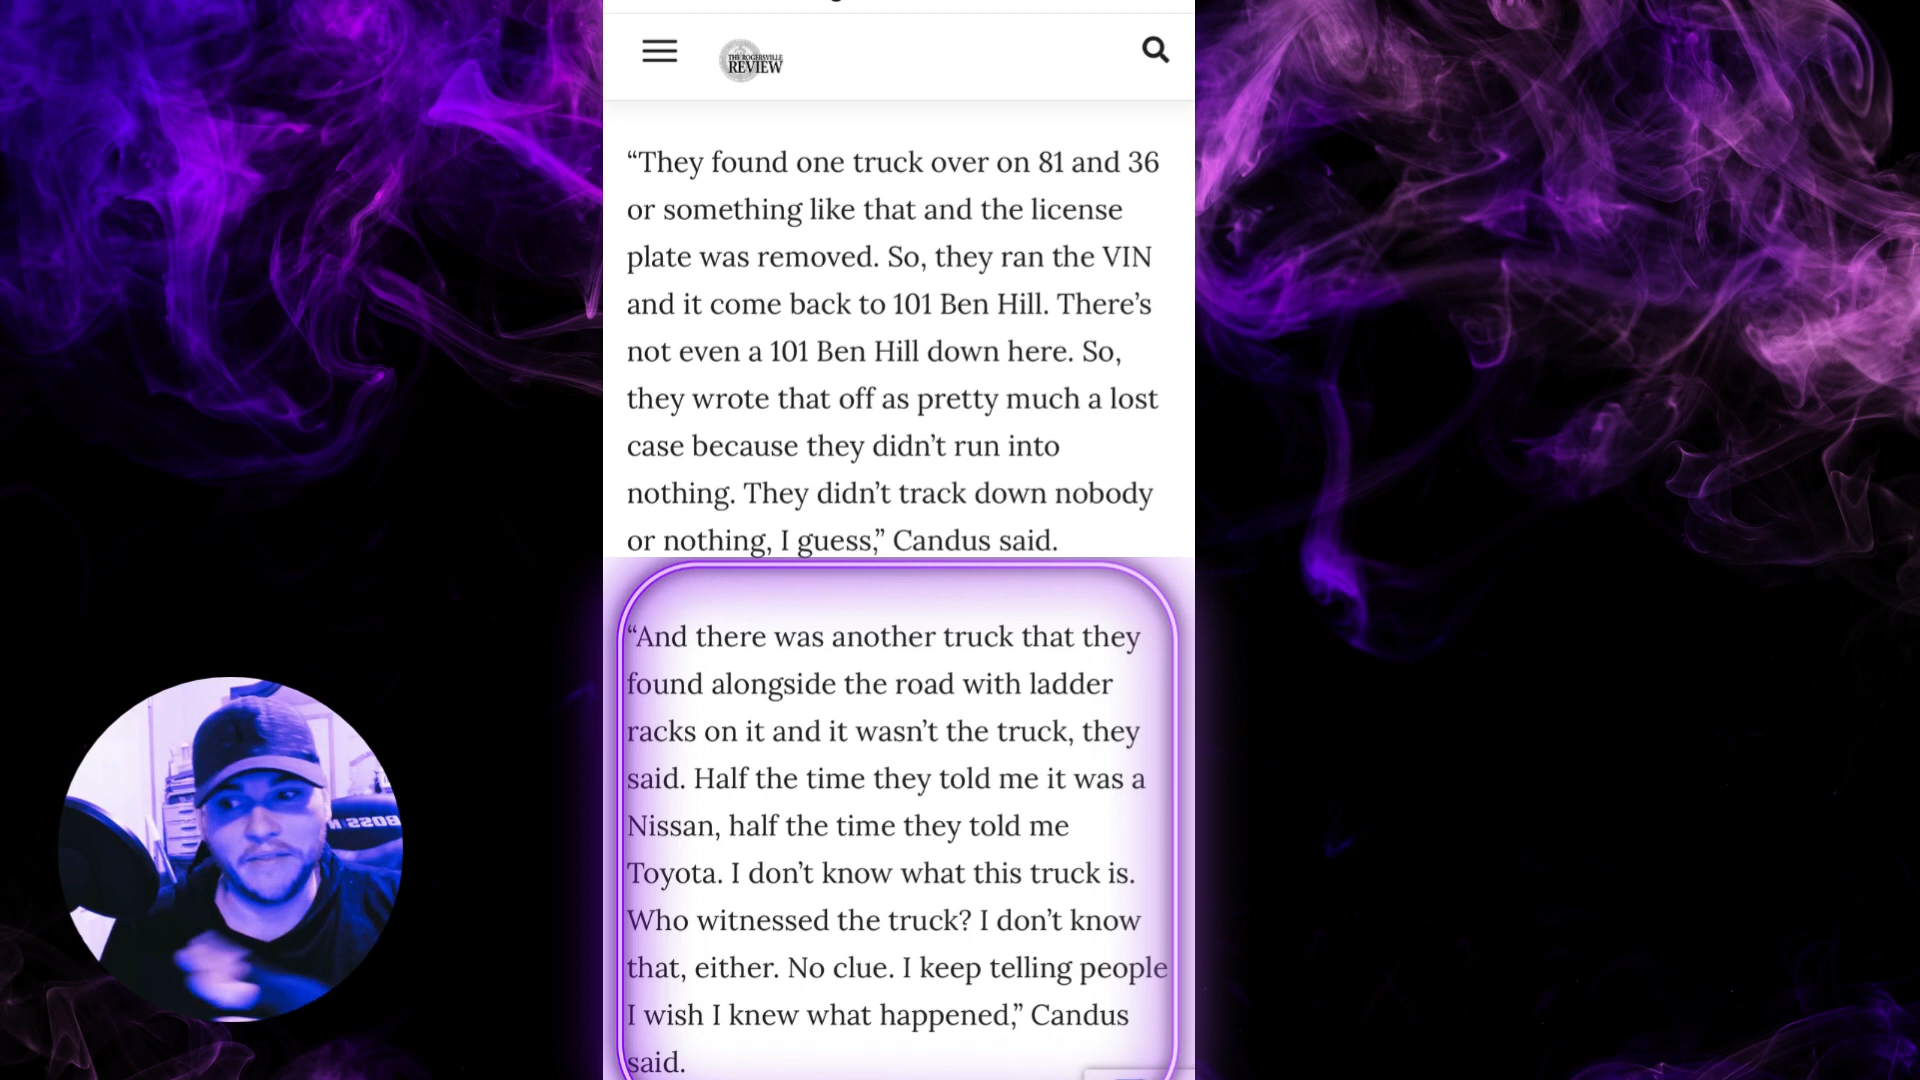 THE ROGERSVILLE
REVIEW
“They found one truck over on 81 and 36
or something like that and the license
plate was removed. So, they ran the VIN
and it come back to 101 Ben Hill. There’s
not even a 101 Ben Hill down here. So,
they wrote that off as pretty much a lost
case because they didn’t run into
nothing. They didn’t track down nobody
or nothing, I guess,” Candus said.
“And there was another truck that they
found alongside the road with ladder
racks on it and it wasn’t the truck, they
said. Half the time they told me it was a
Nissan, half the time they told me
Toyota. I don’t know what this truck is.
Who witnessed the truck? I don’t know
that, either. No clue. I keep telling people
I wish I knew what happened,” Candus
said.
BOSS